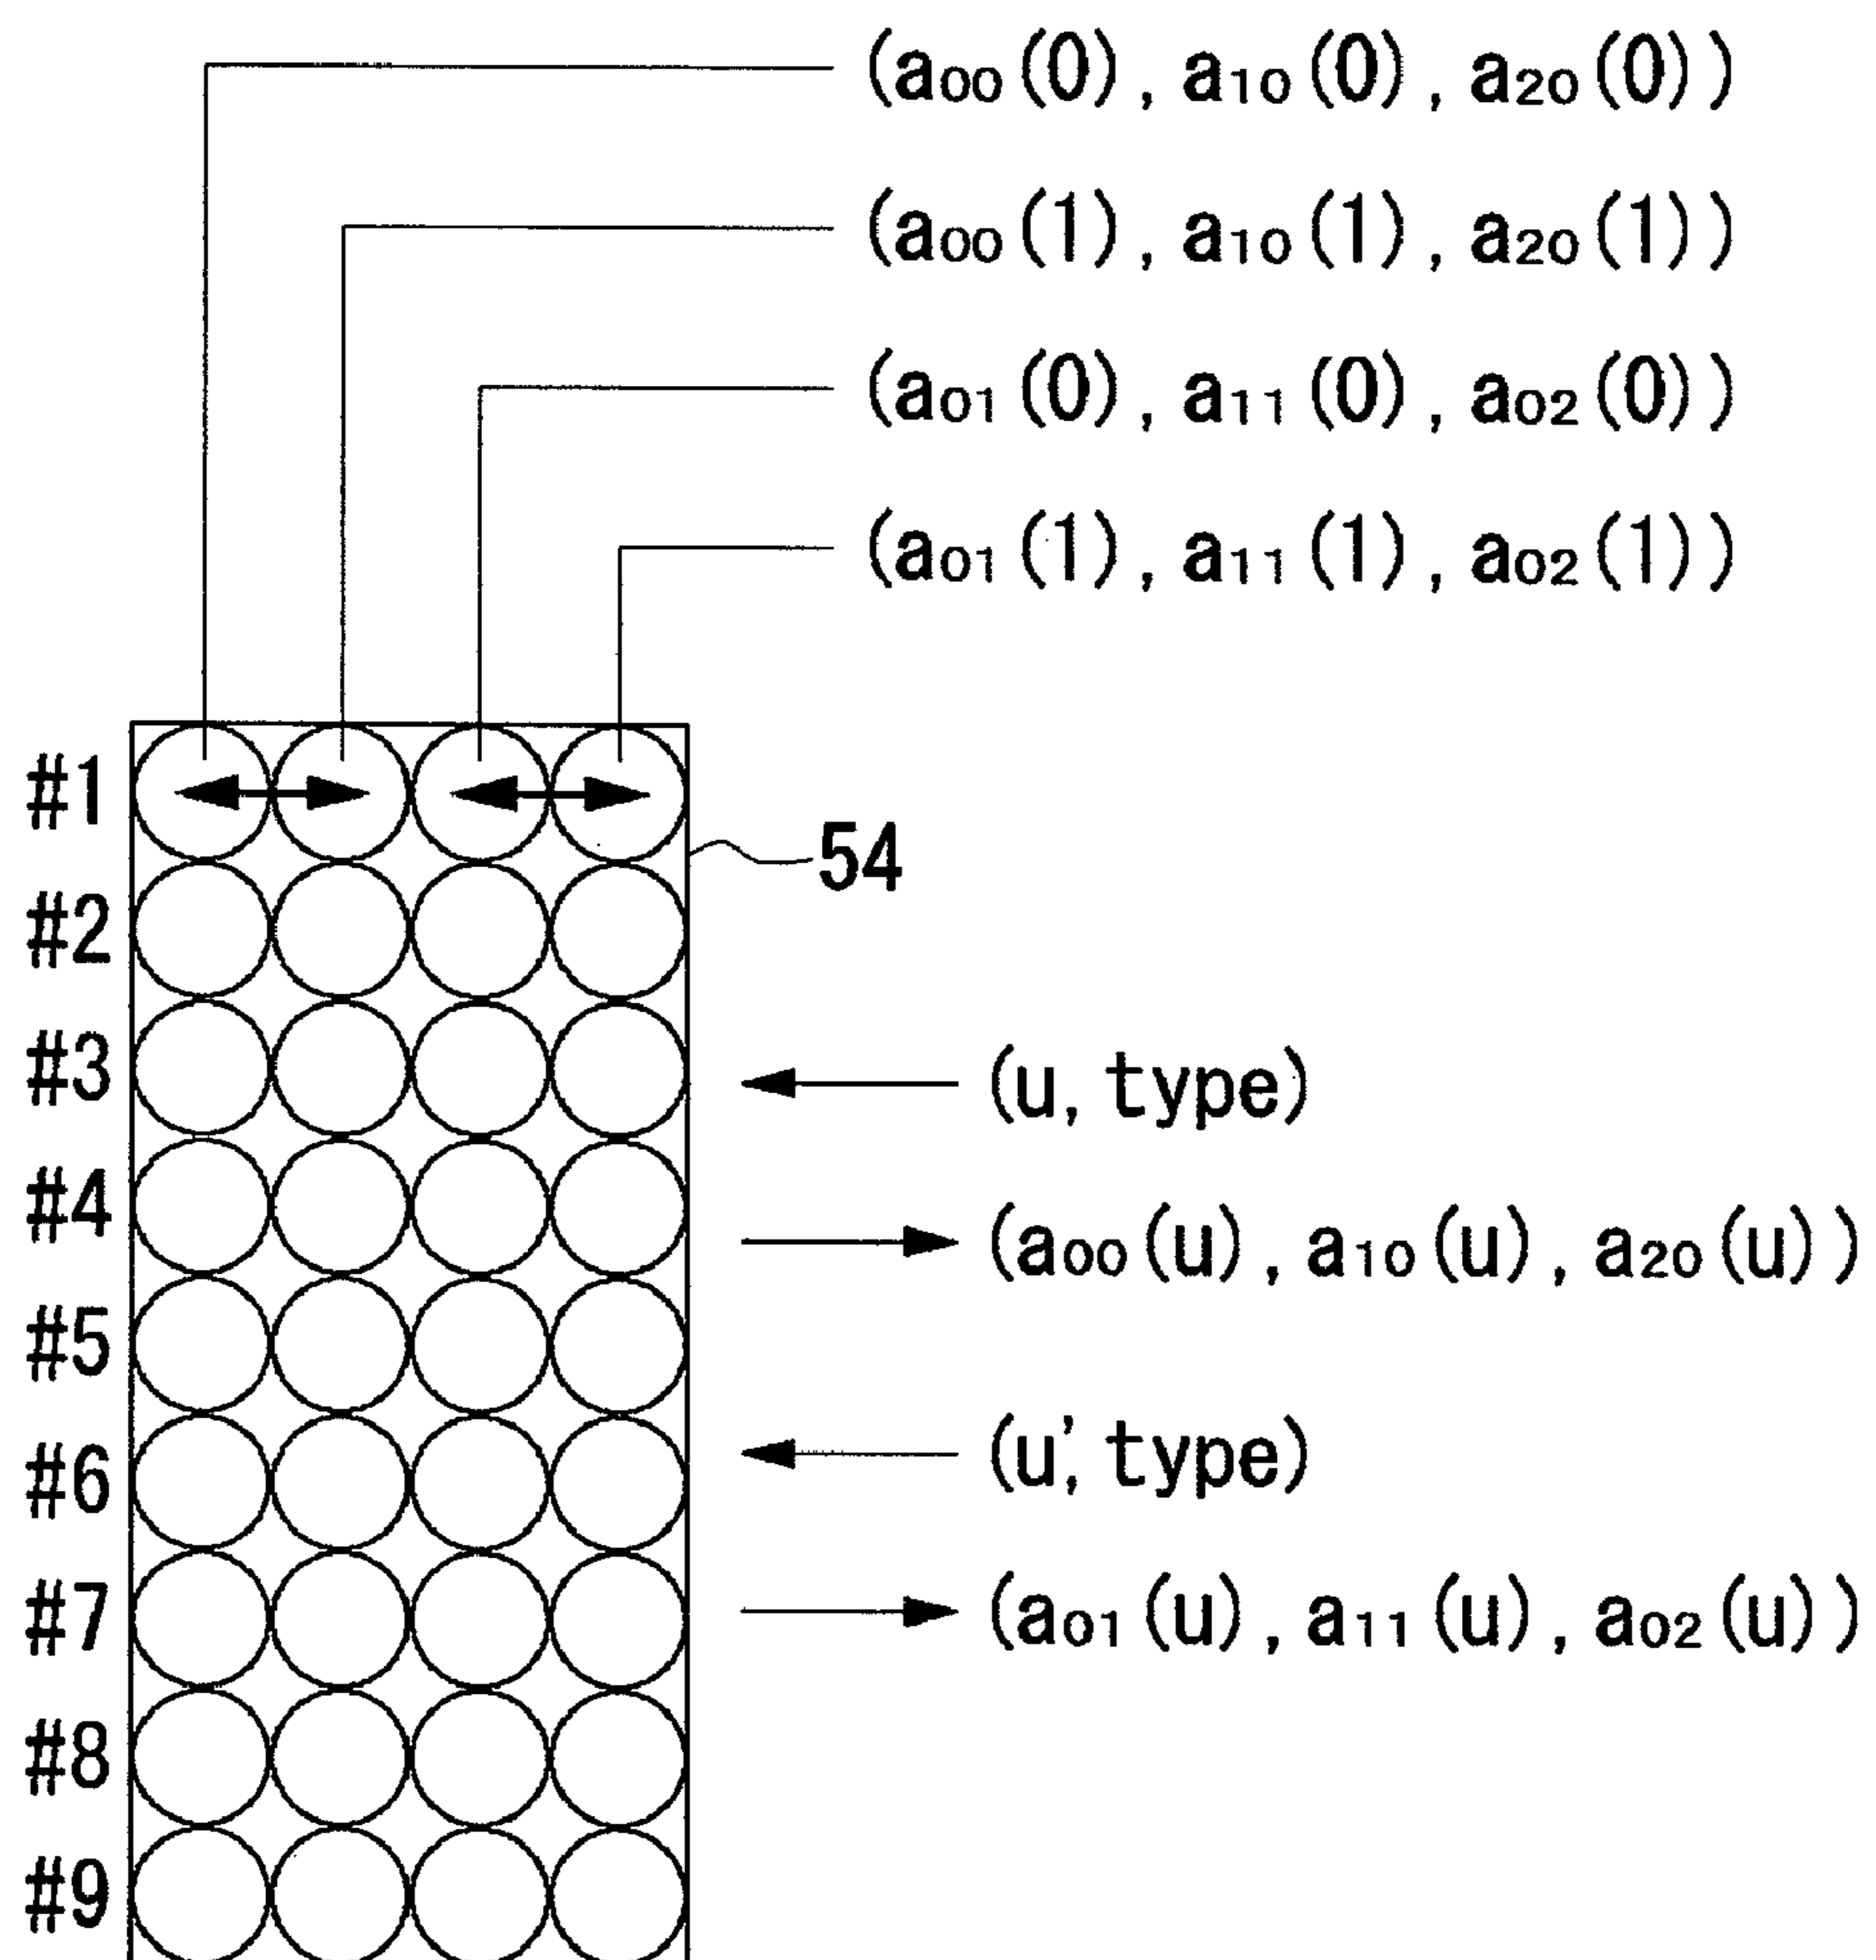 (a₀₀(0), a₁₀(0), a₂₀(0))
(a₀₀(1), a₁₀(1), a₂₀(1))
(a₀₁(0), a₁₁(0), a₀₂(0))
(a₀₁(1), a₁₁(1), a₀₂(1))
#1
54
#2
#3
(u, type)
#4
(a₀₀(u), a₁₀(u), a₂₀(u))
#5
#6
(u', type)
#7
(a₀₁(u), a₁₁(u), a₀₂(u))
#8
#9